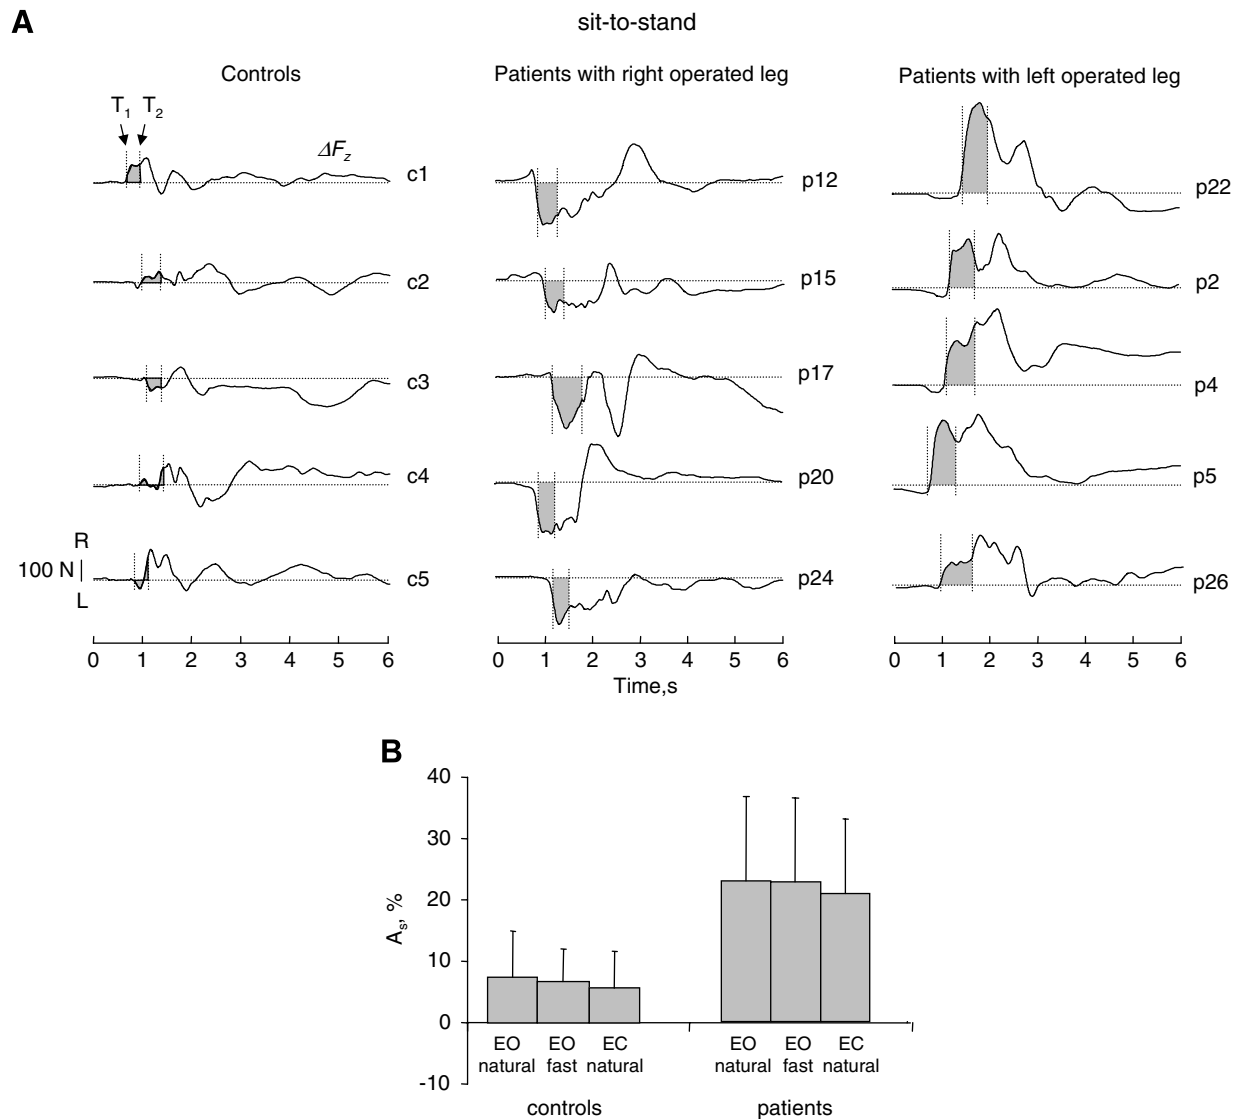 A
sit-to-stand
Controls
Patients with right operated leg
Patients with left operated leg
T1 T2
ΔFz
c1
c2
c3
c4
c5
p12
p15
p17
p20
p24
p22
p2
p4
p5
p26
R
100 N
L
0 1 2 3 4 5 6
0 1 2 3 4 5 6
0 1 2 3 4 5 6
Time,s
B
As, %
40
30
20
10
0
-10
EO EO EC
natural fast natural
EO EO EC
natural fast natural
controls
patients